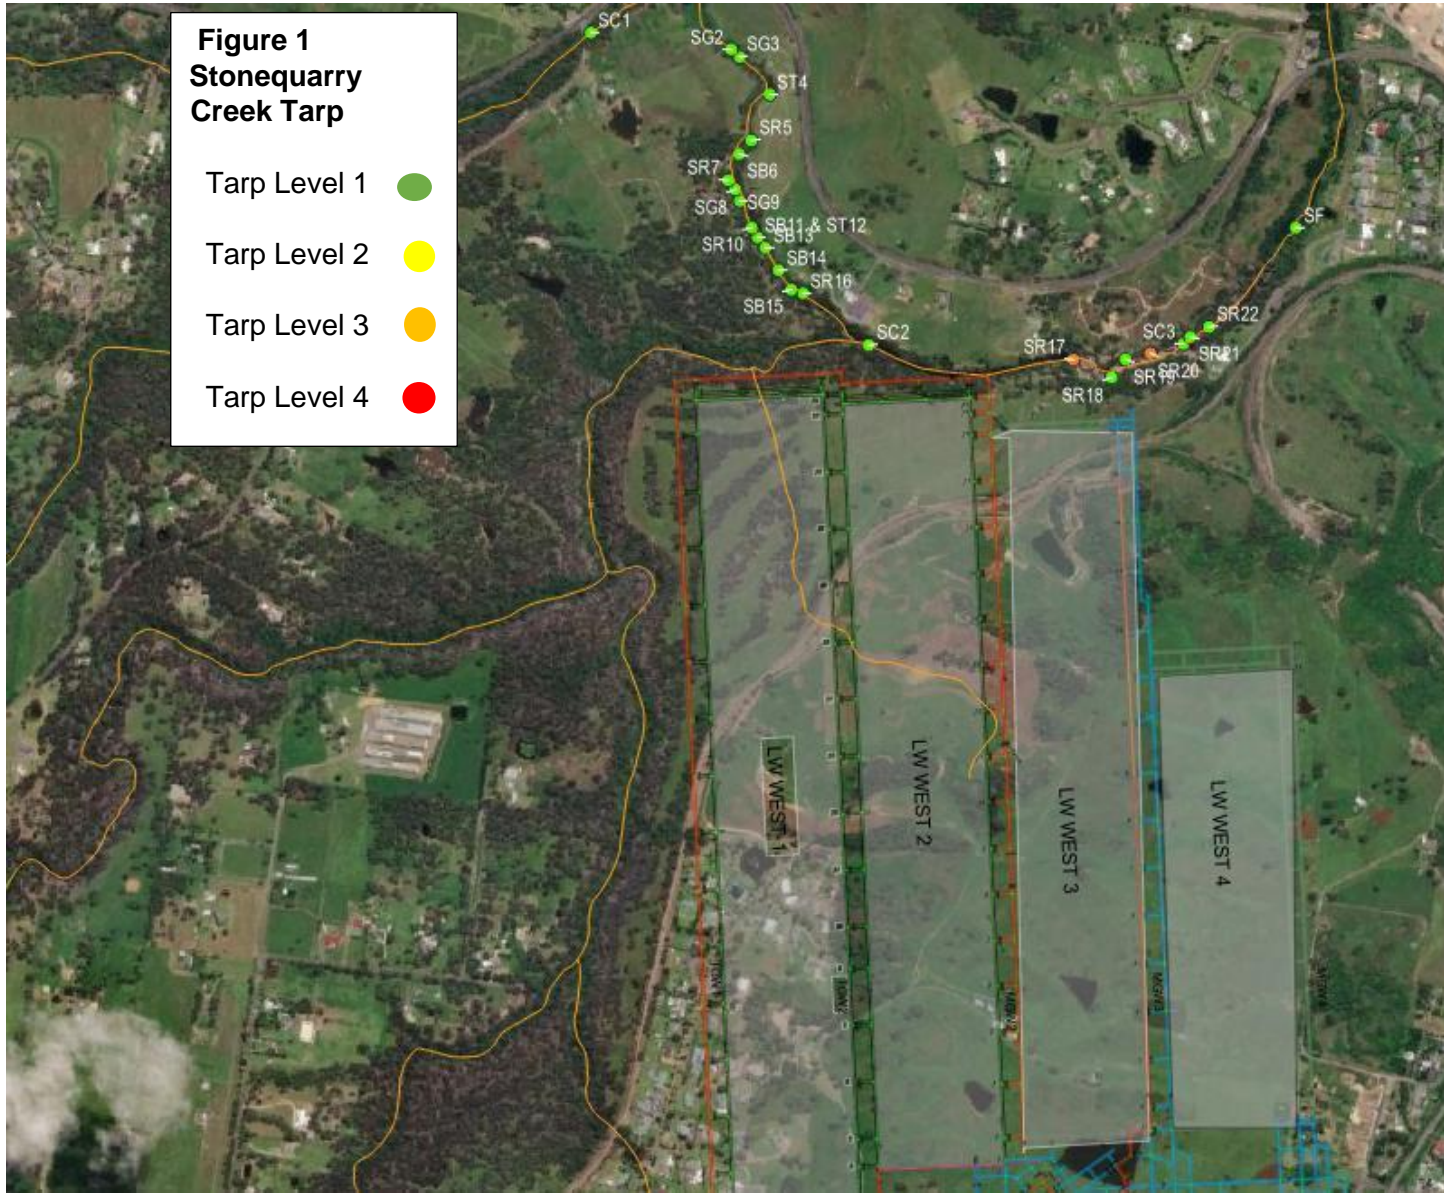 Figure 1
Stonequarry
Creek Tarp
Tarp Level 1
Tarp Level 2
Tarp Level 3
Tarp Level 4
SC1
SG2
SG3
ST4
SR5
SB6
SR7
SG8
SG9
SB11 & ST12
SR10
SB13
SB14
SB15
SR16
SC2
SF
SR22
SC3
SR21
SR17
SR20
SR19
SR18
LW WEST 1
LW WEST 2
LW WEST 3
LW WEST 4